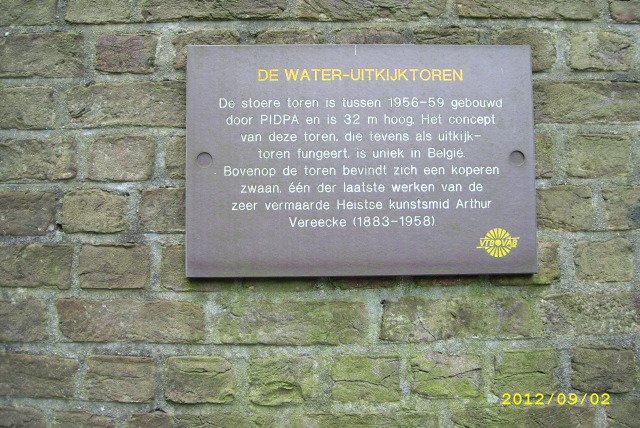 DE WATER-UITKIJKTOREN
De stoere toren is tussen 1956-59 gebouwd
door PIDPA en is 32 m hoog. Het concept
van deze toren, die tevens als uitkijk-
toren fungeert, is uniek in België.
Bovenop de toren bevindt zich een koperen
zwaan, één der laatste werken van de
zeer vermaarde Heistse kunstsmid Arthur
Vereecke (1883-1958)
VTB-VAB
2012/09/02